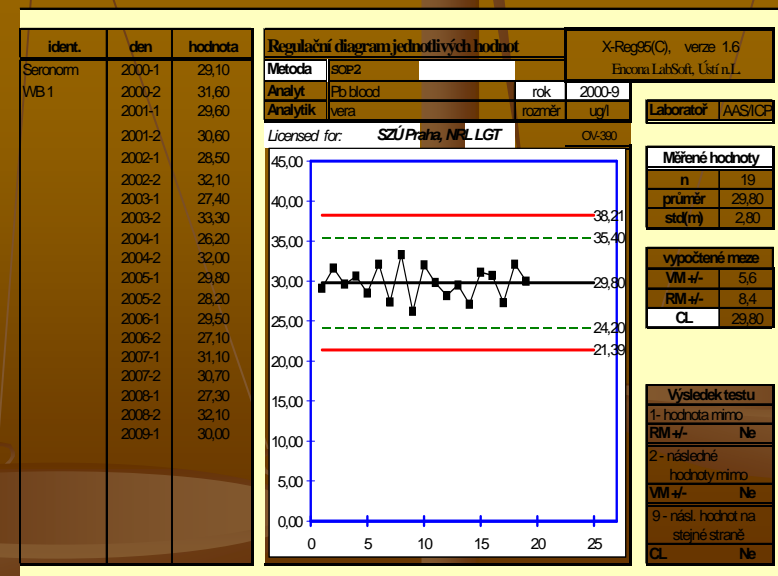 ident. den hodnota
Seronorm 2000-1 29,10
WB 1 2000-2 31,60
2001-1 29,60
2001-2 30,60
2002-1 28,50
2002-2 32,10
2003-1 27,40
2003-2 33,30
2004-1 26,20
2004-2 32,00
2005-1 29,80
2005-2 28,20
2006-1 29,50
2006-2 27,10
2007-1 31,10
2007-2 30,70
2008-1 27,30
2008-2 32,10
2009-1 30,00
Regulační diagram jednotlivých hodnot
Metoda SOP2
Analyt Pb blood rok 2000-9
Analytik vera rozměr ug/l
Licensed for: SZÚ Praha, NRL LGT OV-390
45,00
40,00
35,00
30,00
25,00
20,00
15,00
10,00
5,00
0,00
38,21
35,40
29,80
24,20
21,39
0 5 10 15 20 25
X-Reg95(C), verze 1.6
Encona LabSoft, Ústí n.L.
Laboratoř AAS/ICP
Měřené hodnoty
n 19
průměr 29,80
std(m) 2,80
vypočtené meze
VM +/- 5,6
RM +/- 8,4
CL 29,80
Výsledek testu
1- hodnota mimo
RM +/- Ne
2 - následné
hodnoty mimo
VM +/- Ne
9 - násl. hodnot na
stejné straně
CL Ne